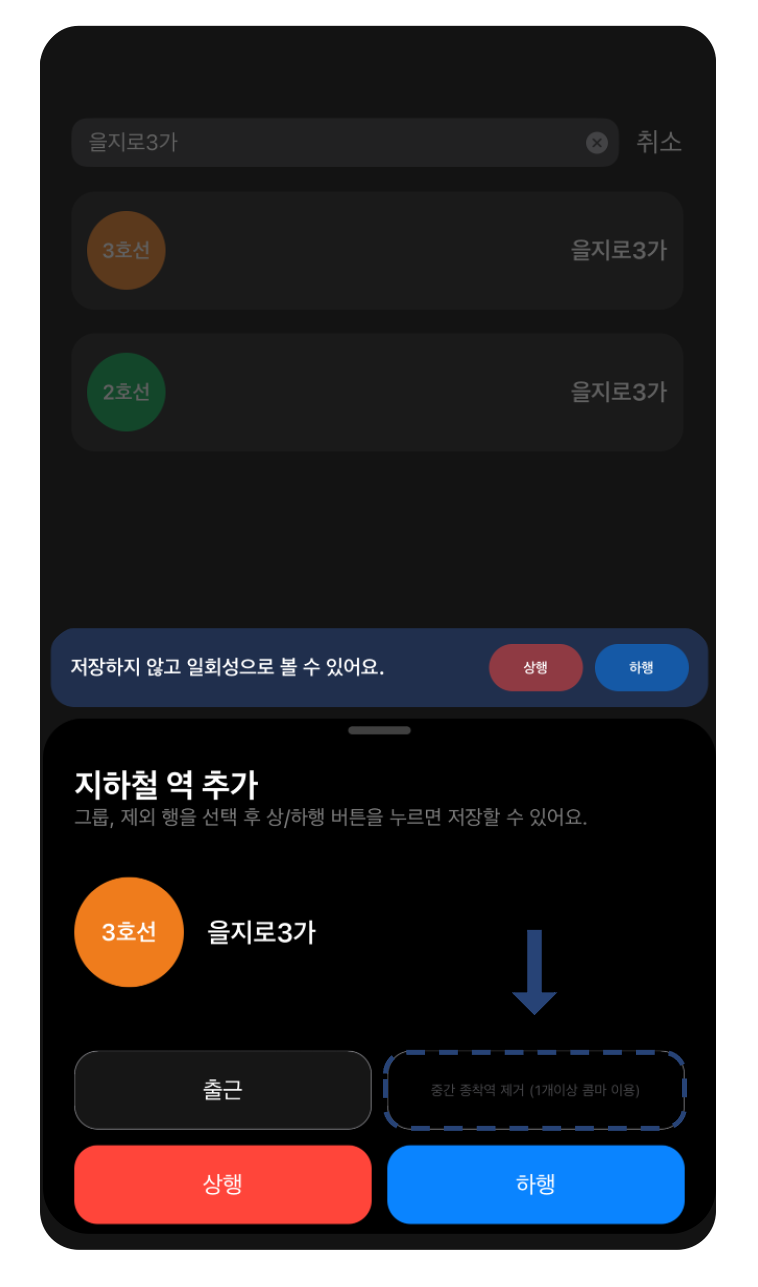 을지로3가
취소
3호선
을지로3가
2호선
을지로3가
저장하지 않고 일회성으로 볼 수 있어요.
상행
하행
지하철 역 추가
그룹, 제외 행을 선택 후 상/하행 버튼을 누르면 저장할 수 있어요.
3호선
을지로3가
출근
중간 종착역 제거 (1개이상 콤마 이용)
상행
하행